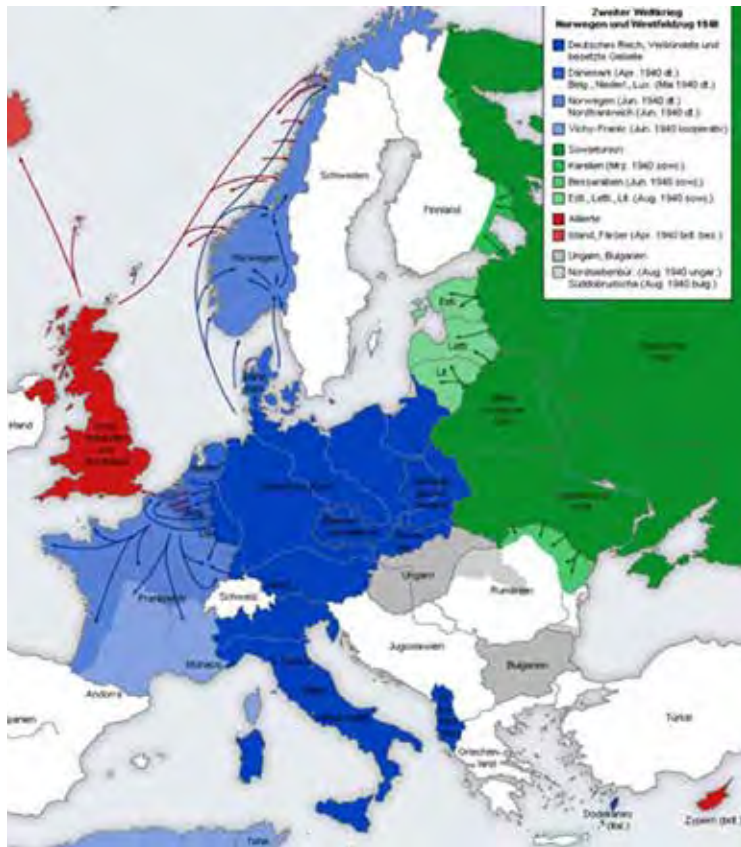 Zweiter Weltkrieg
Norwegen und Westfeldzug 1940
Deutsches Reich, Verbündete und
besetzte Gebiete
Dänemark (Apr. 1940 dt.)
Belg., Niederl., Lux. (Mai 1940 dt.)
Norwegen (Jun. 1940 dt.)
Nordfrankreich (Jun. 1940 dt.)
Vichy-Frankr. (Jun. 1940 kooperativ)
Sowjetunion
Karelien (Mrz. 1940 sowj.)
Bessarabien (Jun. 1940 sowj.)
Estl., Lettl., Lit. (Aug. 1940 sowj.)
Alliierte
Island, Färöer (Apr. 1940 brit. bes.)
Ungarn, Bulgarien
Nordsiebenbür. (Aug. 1940 ungar.)
Süddobrudscha (Aug. 1940 bulg.)
Schweden
Finnland
Norwegen
Estl.
Lettl.
Lit.
Irland
Frankreich
Schweiz
Ungarn
Rumänien
Jugoslawien
Bulgarien
Monaco
Andorra
Türkei
Griechen-
land
Dodekanes
(Ital.)
Zypern (brit.)